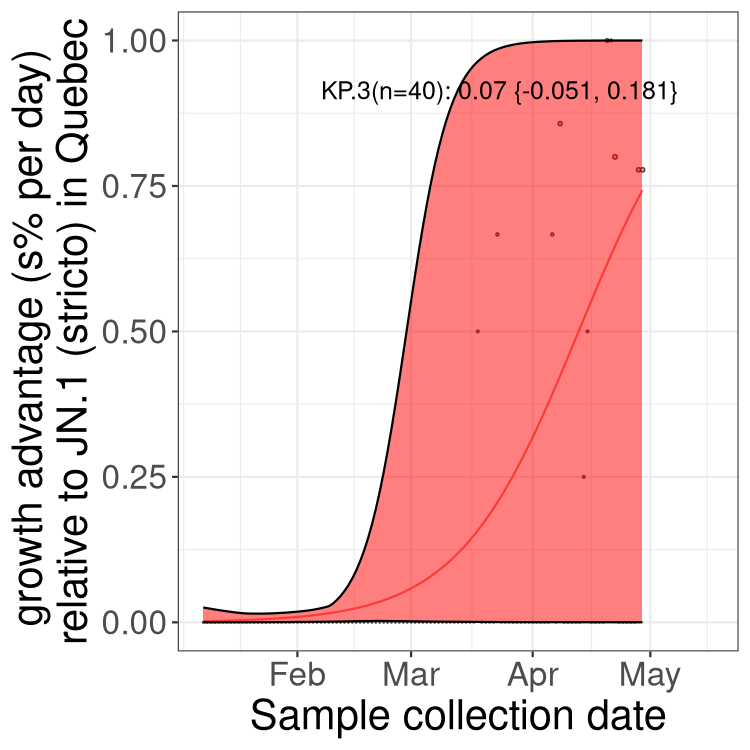 growth advantage (s% per day)
relative to JN.1 (stricto) in Quebec
1.00
0.75
0.50
0.25
0.00
KP.3(n=40): 0.07 {-0.051, 0.181}
Feb Mar Apr May
Sample collection date